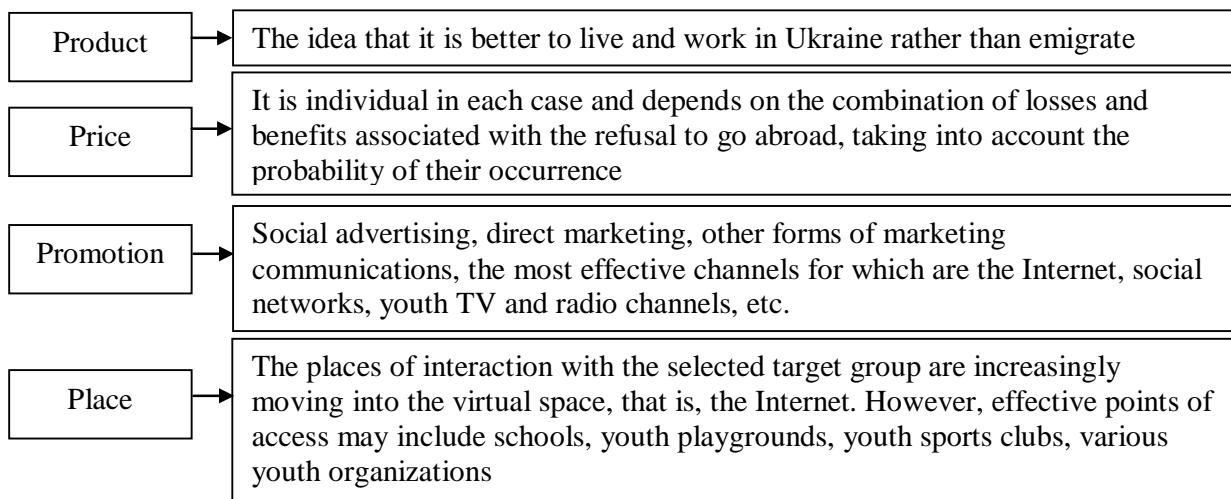 Product
The idea that it is better to live and work in Ukraine rather than emigrate
Price
It is individual in each case and depends on the combination of losses and
benefits associated with the refusal to go abroad, taking into account the
probability of their occurrence
Promotion
Social advertising, direct marketing, other forms of marketing
communications, the most effective channels for which are the Internet, social
networks, youth TV and radio channels, etc.
Place
The places of interaction with the selected target group are increasingly
moving into the virtual space, that is, the Internet. However, effective points of
access may include schools, youth playgrounds, youth sports clubs, various
youth organizations